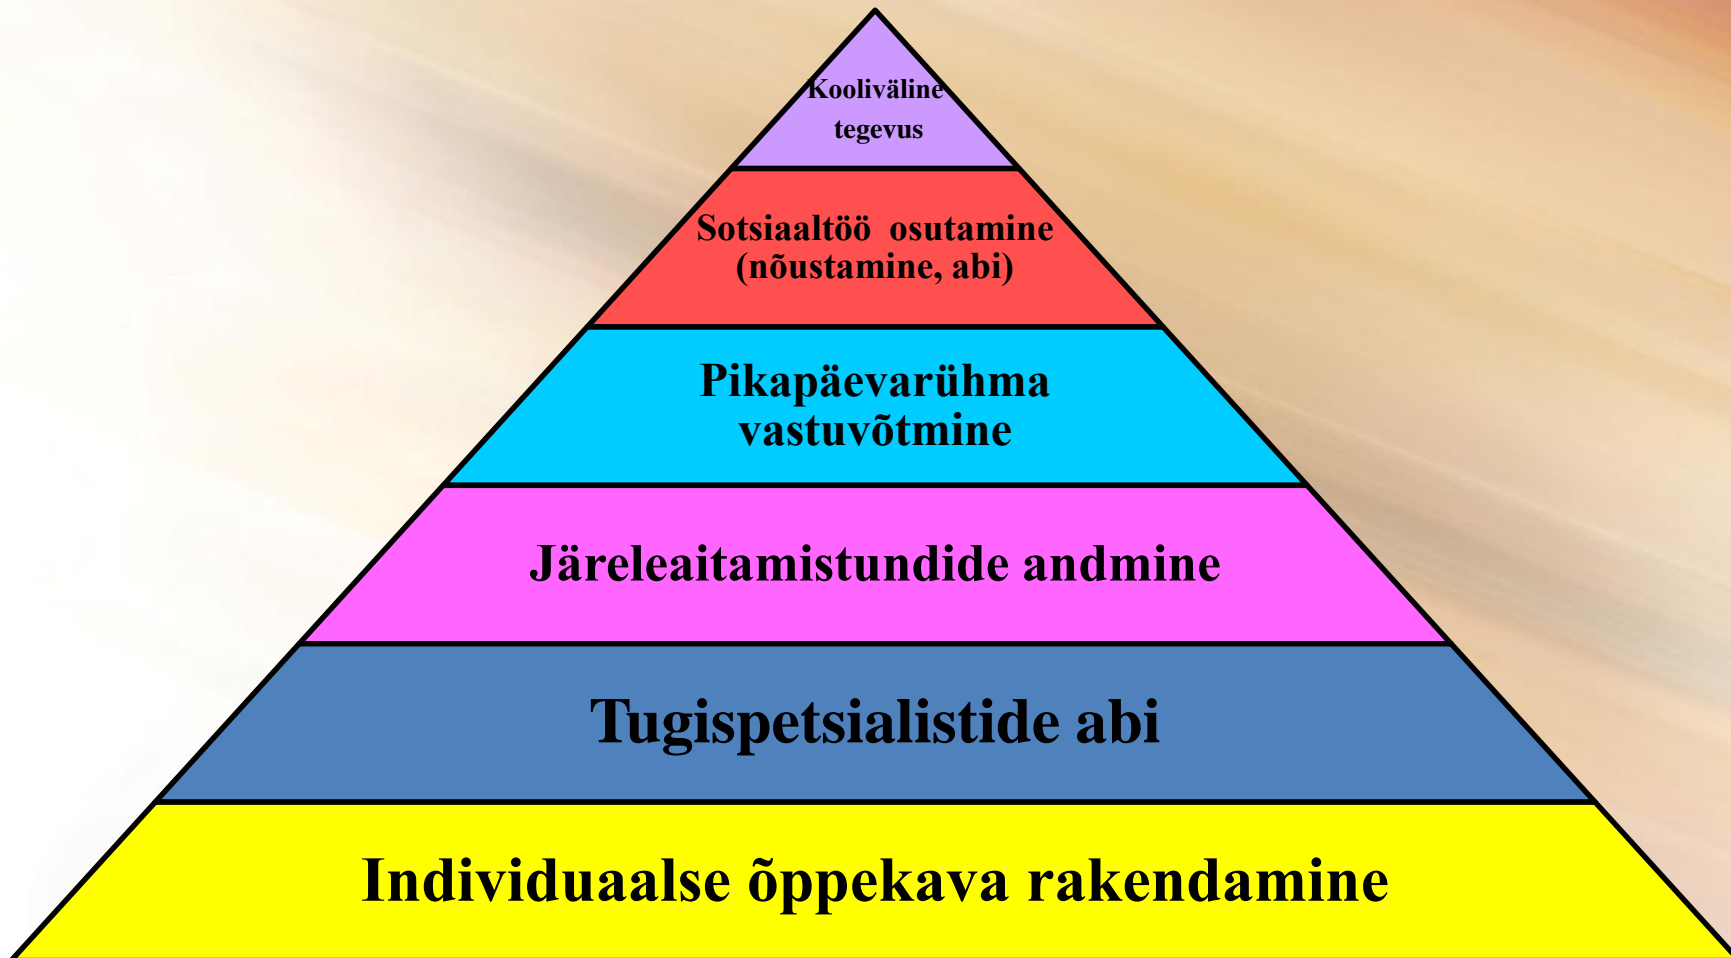 Kooliväline
tegevus
Sotsiaaltöö osutamine
(nõustamine, abi)
Pikapäevarühma
vastuvõtmine
Järeleaitamistundide andmine
Tugispetsialistide abi
Individuaalse õppekava rakendamine